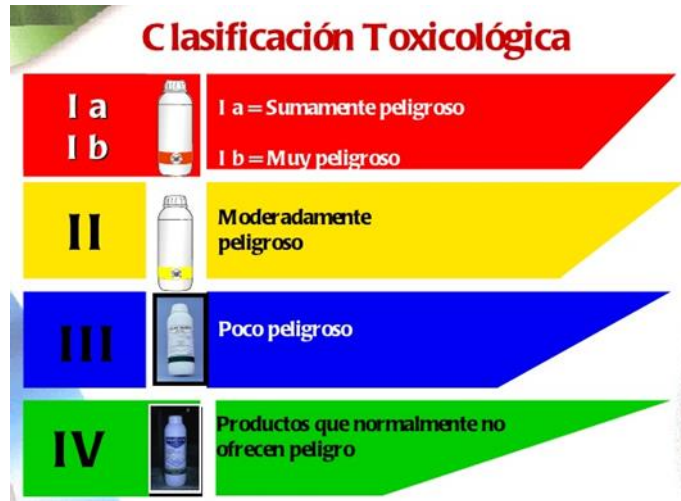 Clasificación Toxicológica
I a
I b
I a = Sumamente peligroso
I b = Muy peligroso
II
Moderadamente
peligroso
III
Poco peligroso
IV
Productos que normalmente no
ofrecen peligro